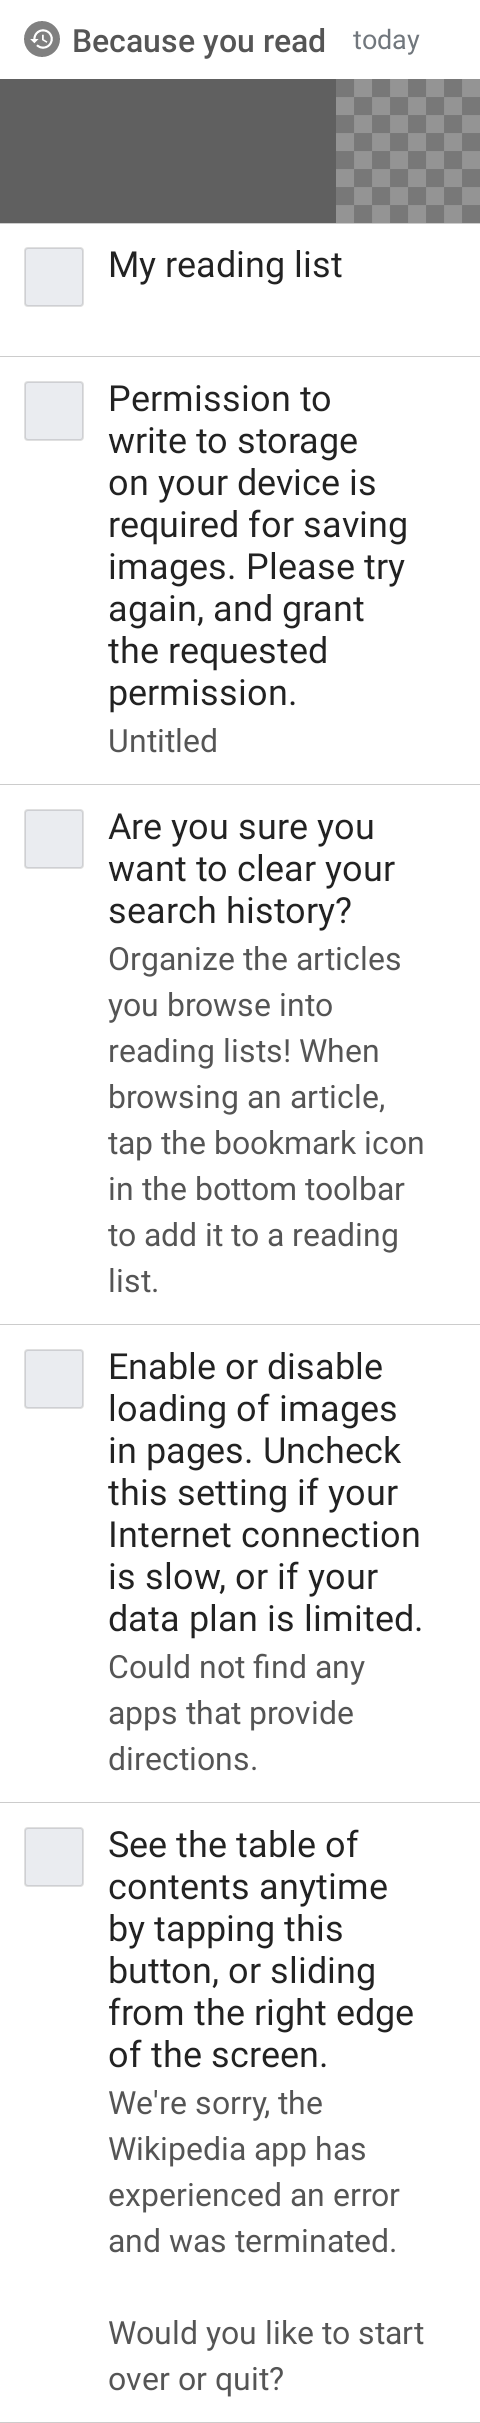 Because you read today
My reading list
Permission to
write to storage
on your device is
required for saving
images. Please try
again, and grant
the requested
permission.
Untitled
Are you sure you
want to clear your
search history?
Organize the articles
you browse into
reading lists! When
browsing an article,
tap the bookmark icon
in the bottom toolbar
to add it to a reading
list.
Enable or disable
loading of images
in pages. Uncheck
this setting if your
Internet connection
is slow, or if your
data plan is limited.
Could not find any
apps that provide
directions.
See the table of
contents anytime
by tapping this
button, or sliding
from the right edge
of the screen.
We're sorry, the
Wikipedia app has
experienced an error
and was terminated.
Would you like to start
over or quit?